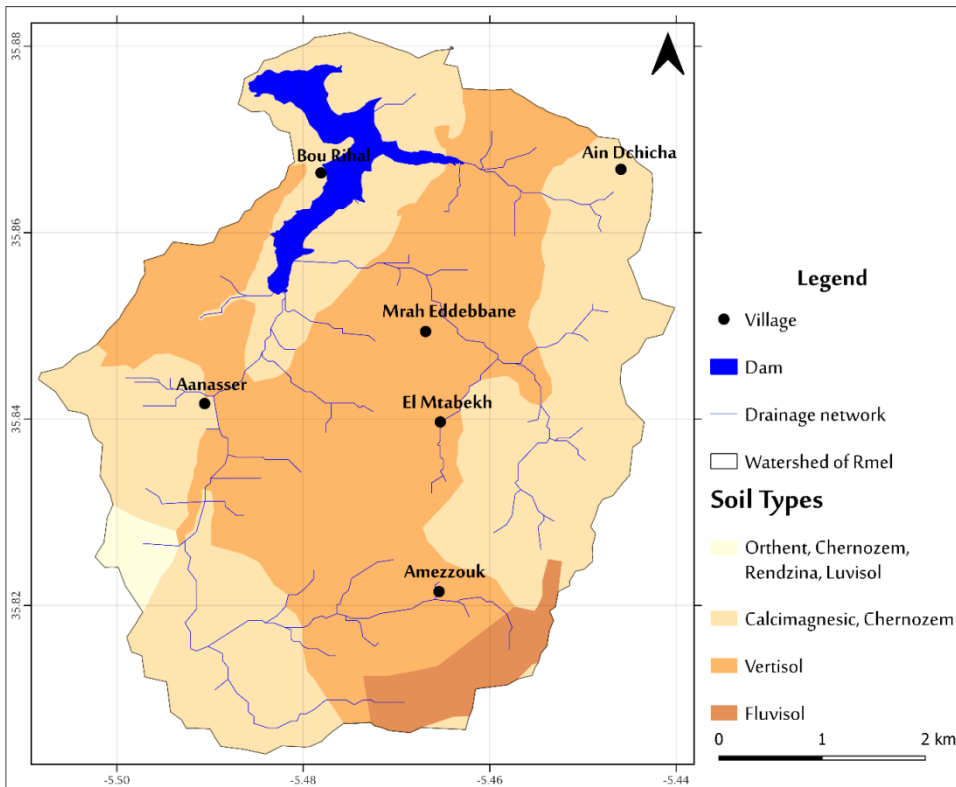 35.88
35.86
35.84
35.82
-5.50
-5.48
-5.46
-5.44
Bou Rihal
Ain Dchicha
Mrah Eddebbane
Aanasser
El Mtabekh
Amezzouk
Legend
Village
Dam
Drainage network
Watershed of Rmel
Soil Types
Orthent, Chernozem,
Rendzina, Luvisol
Calcimagnesic, Chernozem
Vertisol
Fluvisol
0 1 2 km